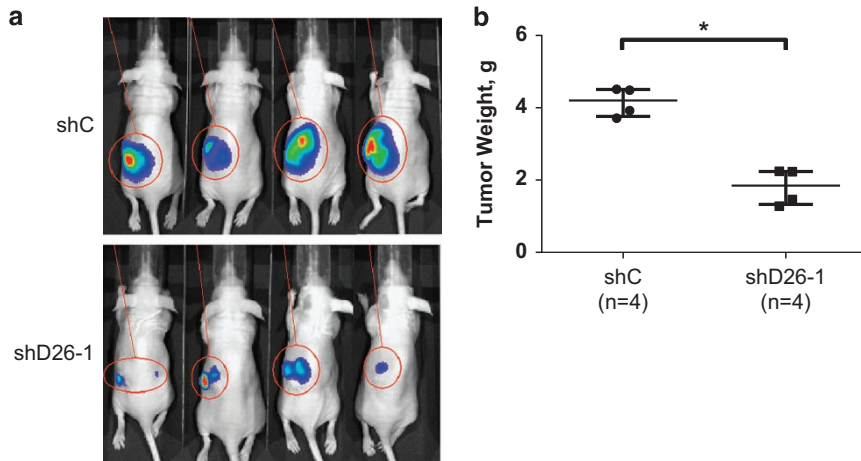 a
shC
shD26-1
b
*
Tumor Weight, g
6
4
2
0
shC
(n=4)
shD26-1
(n=4)